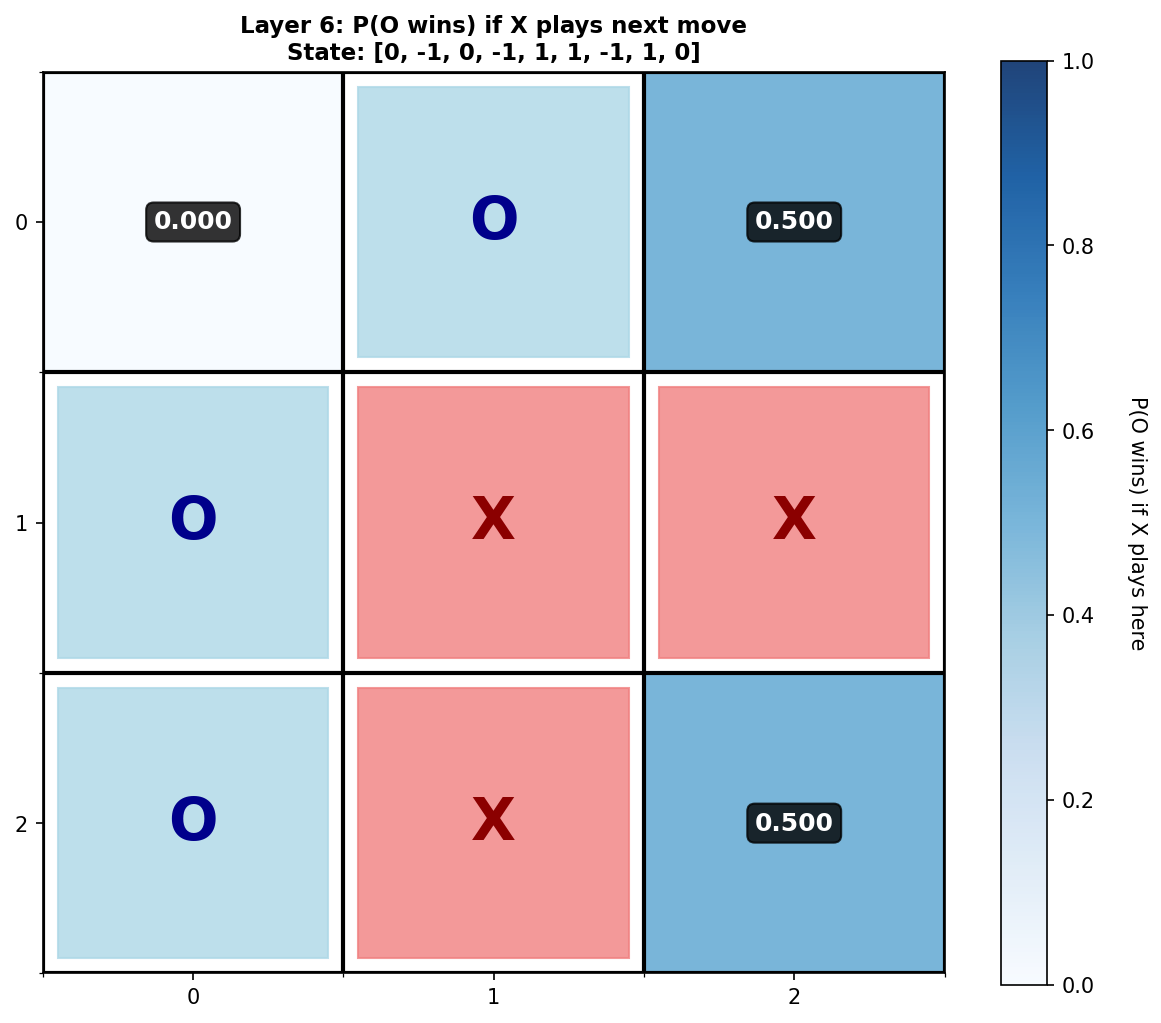 Layer 6: P(O wins) if X plays next move
State: [0, -1, 0, -1, 1, 1, -1, 1, 0]
0
0.000
O
0.500
1
O
X
X
2
O
X
0.500
0
1
2
1.0
0.8
0.6
0.4
0.2
0.0
P(O wins) if X plays here